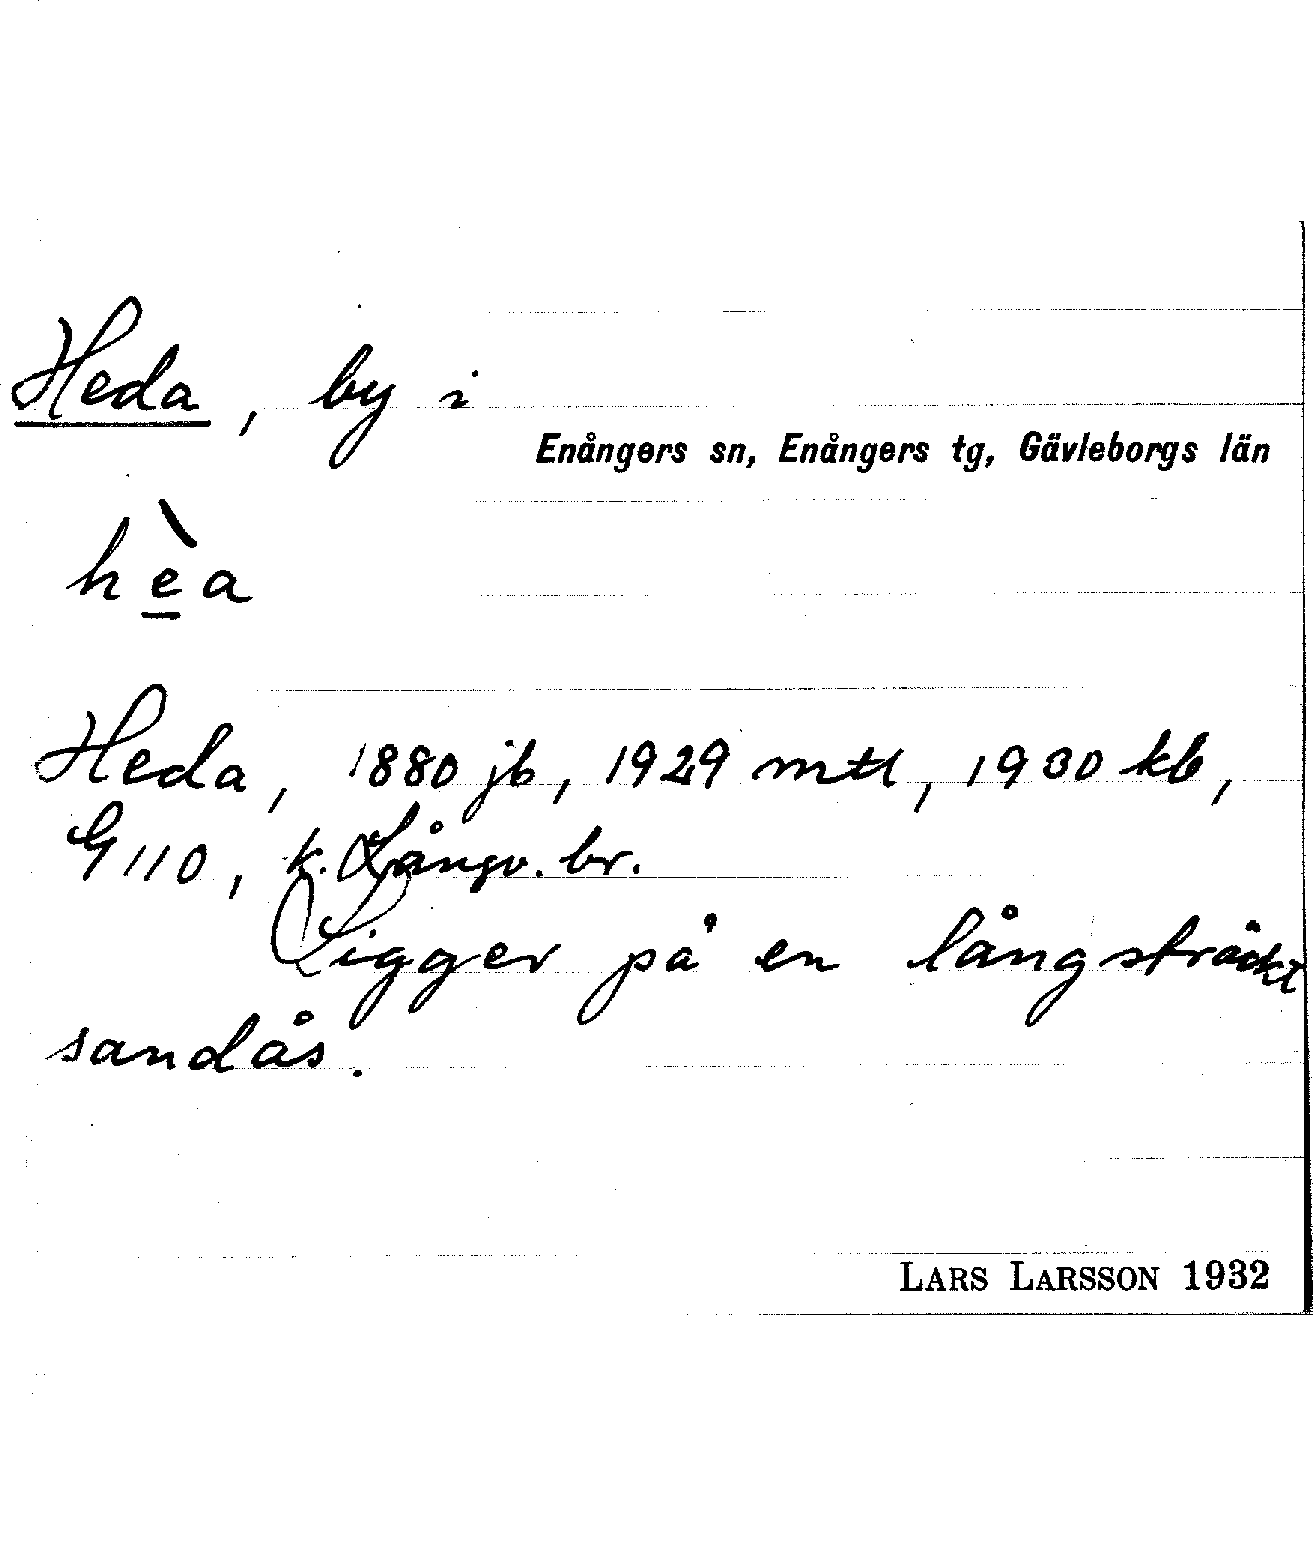 Heda, by i
Enångers sn, Enångers tg, Gävleborgs län
hèa
Heda, 1880 jb, 1929 mtl, 1930 kb,
G 110, k. Långv. br.
Ligger på en långsträckt
sandås.
LARS LARSSON 1932